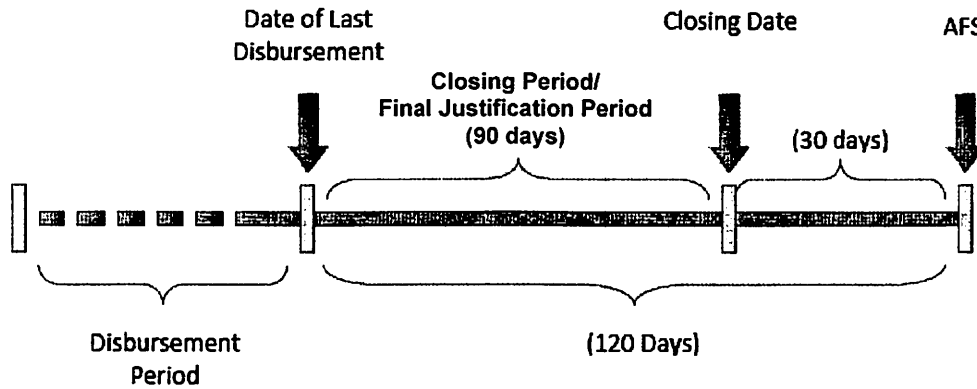 Date of Last
Disbursement
Closing Date
AFS
Closing Period/
Final Justification Period
(90 days)
(30 days)
Disbursement
Period
(120 Days)